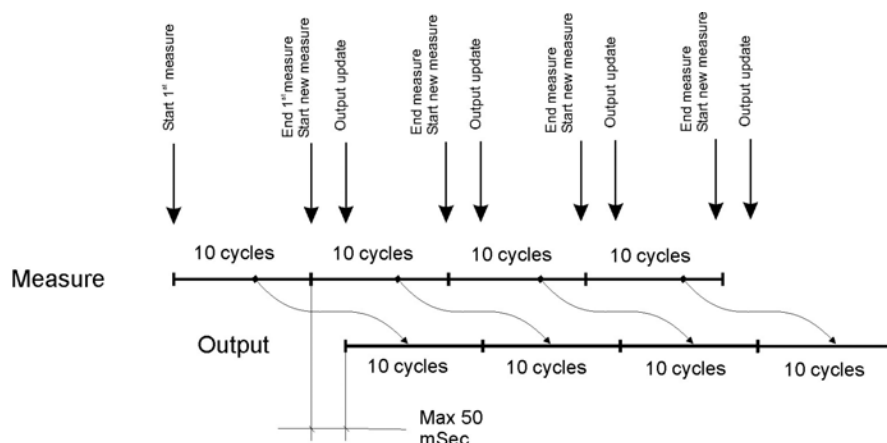 Start 1st measure
End 1st measure
Start new measure
Output update
End measure
Start new measure
Output update
End measure
Start new measure
Output update
End measure
Start new measure
Output update
10 cycles
10 cycles
10 cycles
10 cycles
Measure
Output
10 cycles
10 cycles
10 cycles
10 cycles
Max 50
mSec